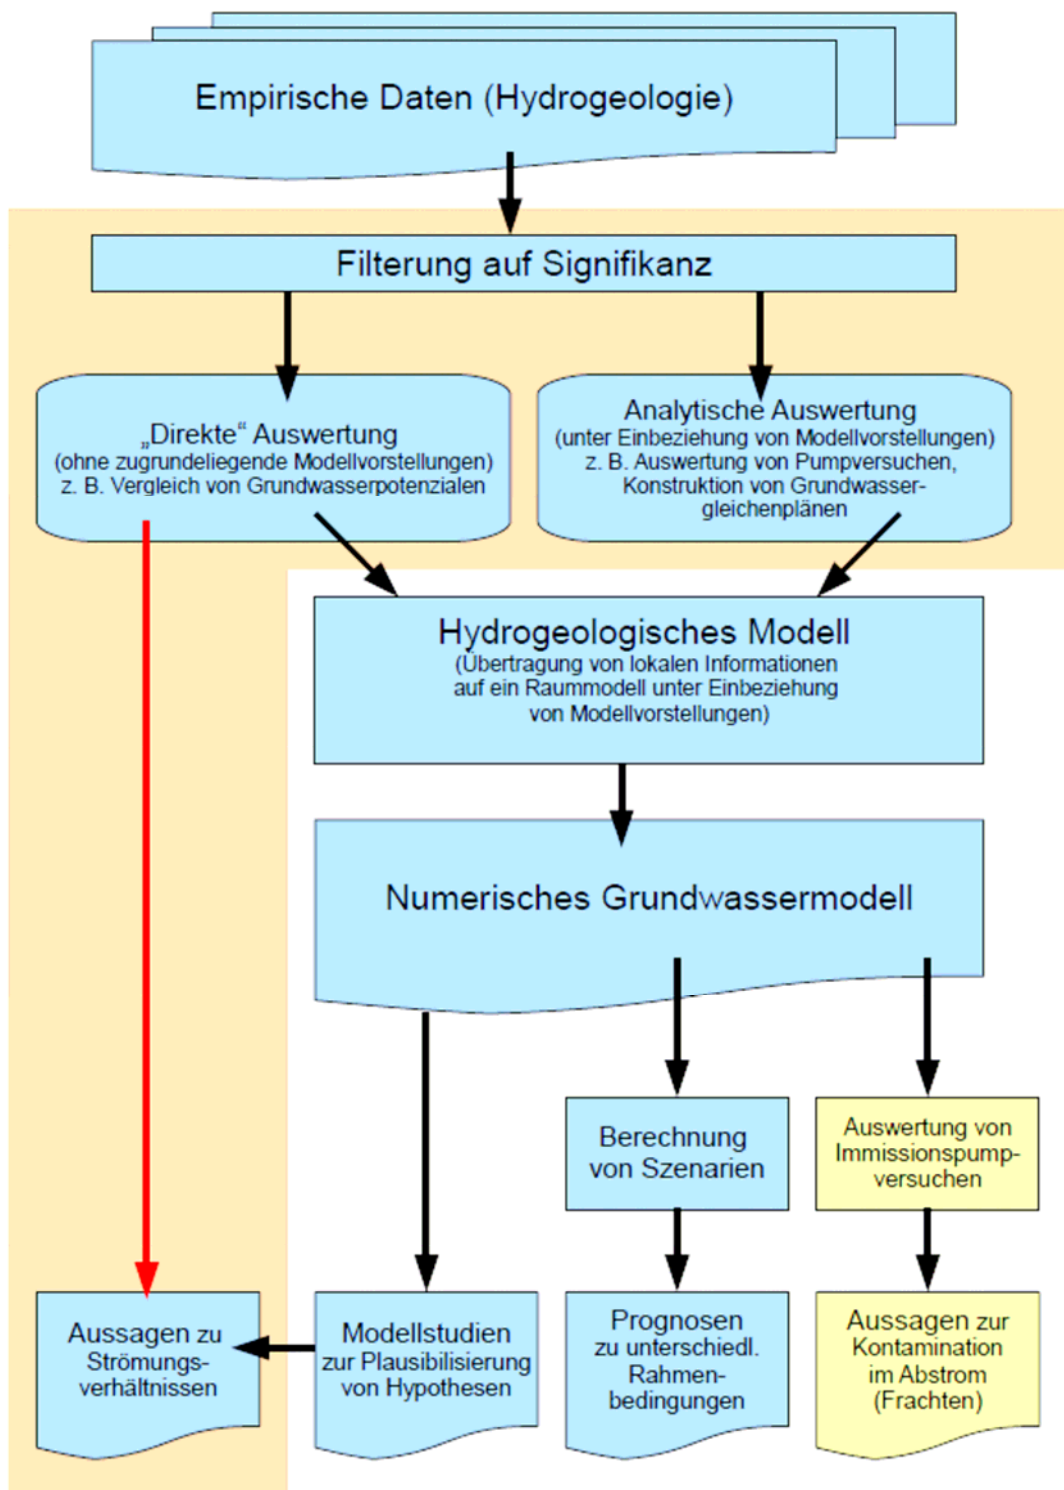 Empirische Daten (Hydrogeologie)
Filterung auf Signifikanz
„Direkte“ Auswertung
(ohne zugrundeliegende Modellvorstellungen)
z. B. Vergleich von Grundwasserpotenzialen
Analytische Auswertung
(unter Einbeziehung von Modellvorstellungen)
z. B. Auswertung von Pumpversuchen,
Konstruktion von Grundwasser-
gleichenplänen
Hydrogeologisches Modell
(Übertragung von lokalen Informationen
auf ein Raummodell unter Einbeziehung
von Modellvorstellungen)
Numerisches Grundwassermodell
Berechnung
von Szenarien
Auswertung von
Immissionspump-
versuchen
Aussagen zu
Strömungs-
verhältnissen
Modellstudien
zur Plausibilisierung
von Hypothesen
Prognosen
zu unterschiedl.
Rahmen-
bedingungen
Aussagen zur
Kontamination
im Abstrom
(Frachten)